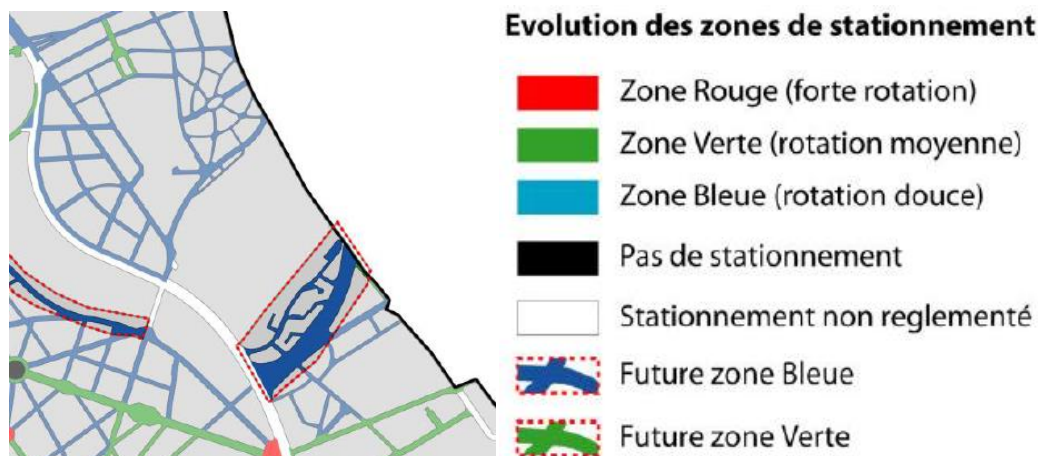 Evolution des zones de stationnement
Zone Rouge (forte rotation)
Zone Verte (rotation moyenne)
Zone Bleue (rotation douce)
Pas de stationnement
Stationnement non reglementé
Future zone Bleue
Future zone Verte